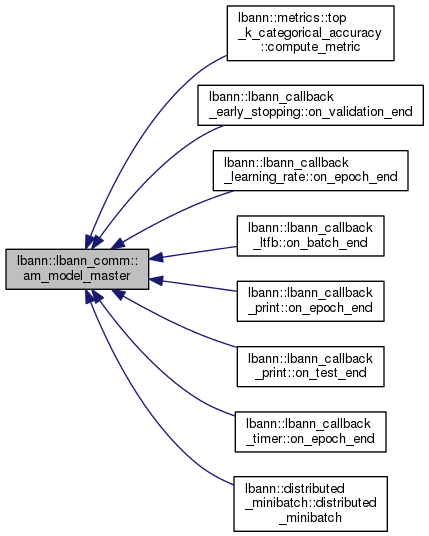 lbann::metrics::top
_k_categorical_accuracy
::compute_metric
lbann::lbann_callback
_early_stopping::on_validation_end
lbann::lbann_callback
_learning_rate::on_epoch_end
lbann::lbann_callback
_ltfb::on_batch_end
lbann::lbann_comm::
am_model_master
lbann::lbann_callback
_print::on_epoch_end
lbann::lbann_callback
_print::on_test_end
lbann::lbann_callback
_timer::on_epoch_end
lbann::distributed
_minibatch::distributed
_minibatch